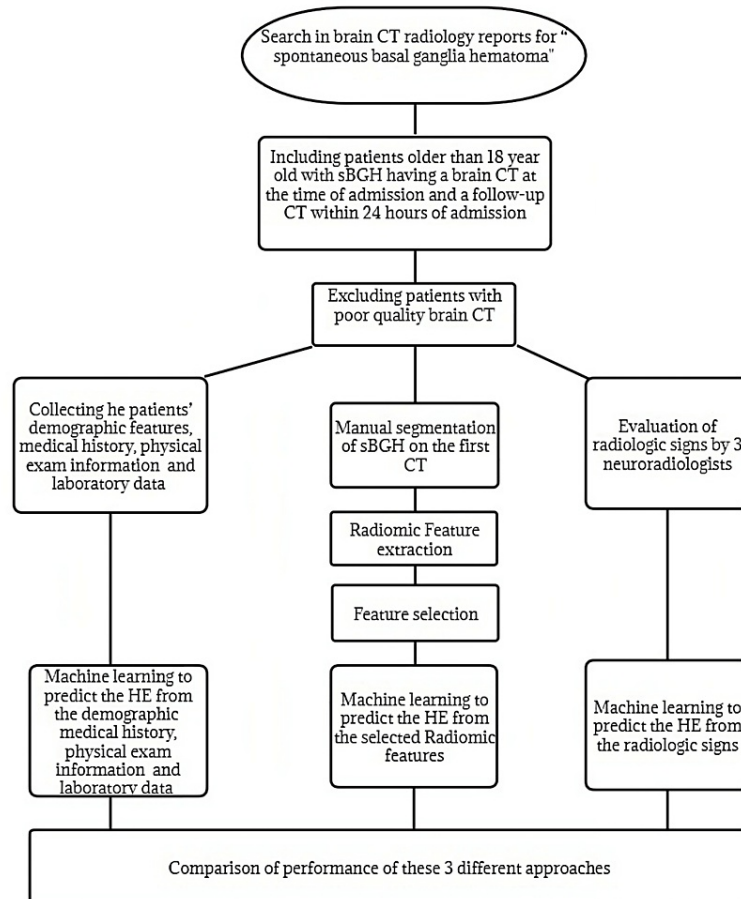 Search in brain CT radiology reports for “
spontaneous basal ganglia hematoma"
Including patients older than 18 year
old with sBGH having a brain CT at
the time of admission and a follow-up
CT within 24 hours of admission
Excluding patients with
poor quality brain CT
Collecting he patients’
demographic features,
medical history, physical
exam information and
laboratory data
Manual segmentation
of sBGH on the first
CT
Evaluation of
radiologic signs by 3
neuroradiologists
Radiomic Feature
extraction
Feature selection
Machine learning to
predict the HE from
the demographic
medical history,
physical exam
information and
laboratory data
Machine learning to
predict the HE from
the selected Radiomic
features
Machine learning to
predict the HE from
the radiologic signs
Comparison of performance of these 3 different approaches